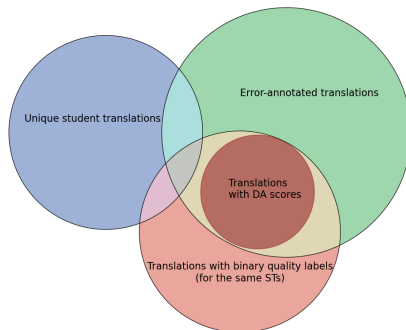 Error-annotated translations
Unique student translations
Translations
with DA scores
Translations with binary quality labels
(for the same STs)